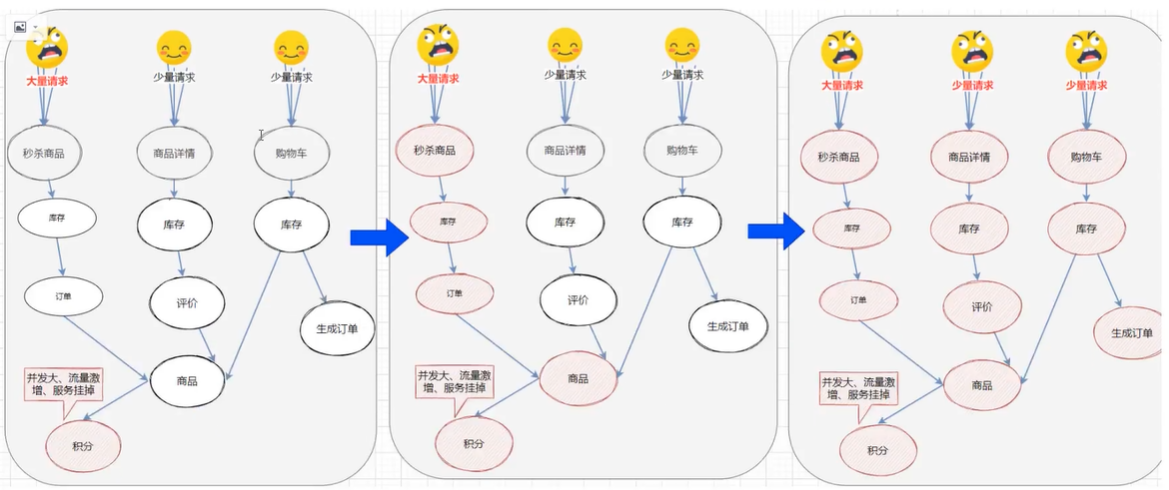 大量请求
少量请求
少量请求
秒杀商品
商品详情
购物车
库存
库存
库存
订单
评价
生成订单
并发大、流量激
增、服务挂掉
商品
积分
大量请求
少量请求
少量请求
秒杀商品
商品详情
购物车
库存
库存
库存
订单
评价
生成订单
并发大、流量激
增、服务挂掉
商品
积分
大量请求
少量请求
少量请求
秒杀商品
商品详情
购物车
库存
库存
库存
订单
评价
生成订单
并发大、流量激
增、服务挂掉
商品
积分